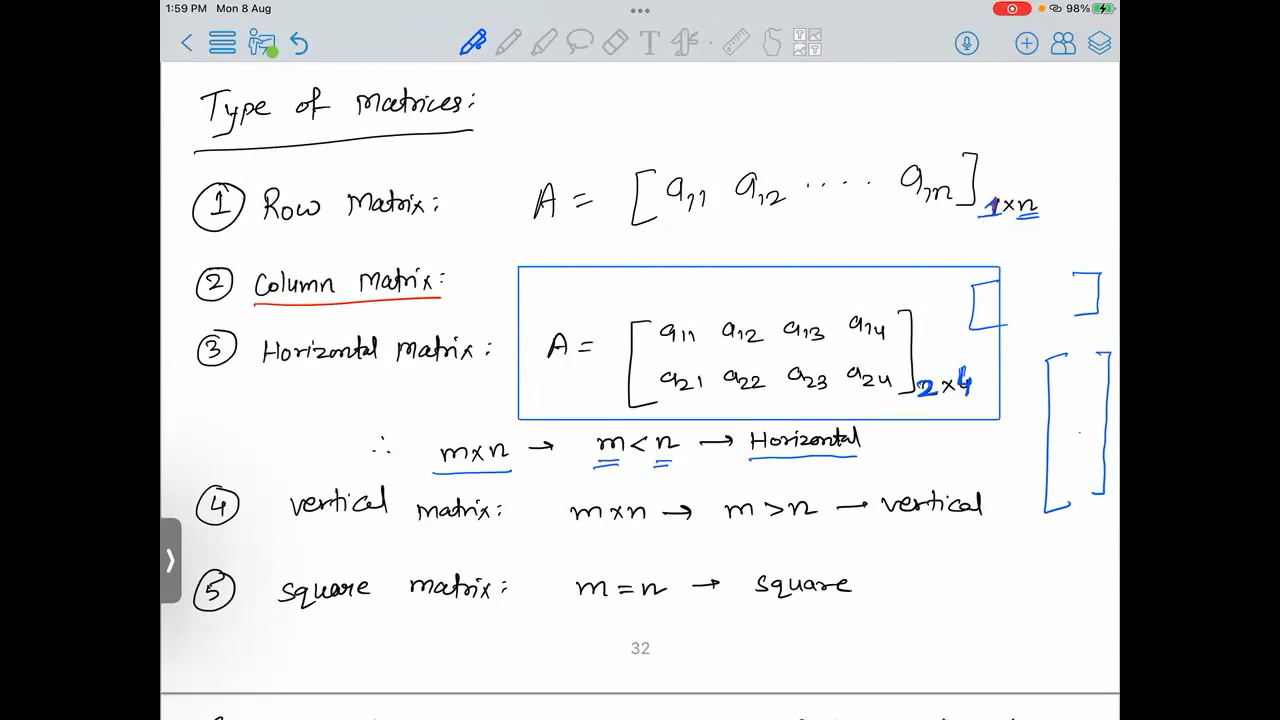 1:59 PM Mon 8 Aug
98%
Type of Matrices:
① Row Matrix: A = [a₁₁ a₁₂ .... a₁n]₁×n
② Column Matrix:
③ Horizontal Matrix: A = [a₁₁ a₁₂ a₁₃ a₁₄
a₂₁ a₂₂ a₂₃ a₂₄]₂×₄
∴ m×n → m<n → Horizontal
④ vertical matrix: m×n → m>n → vertical
⑤ square matrix: m=n → square
32